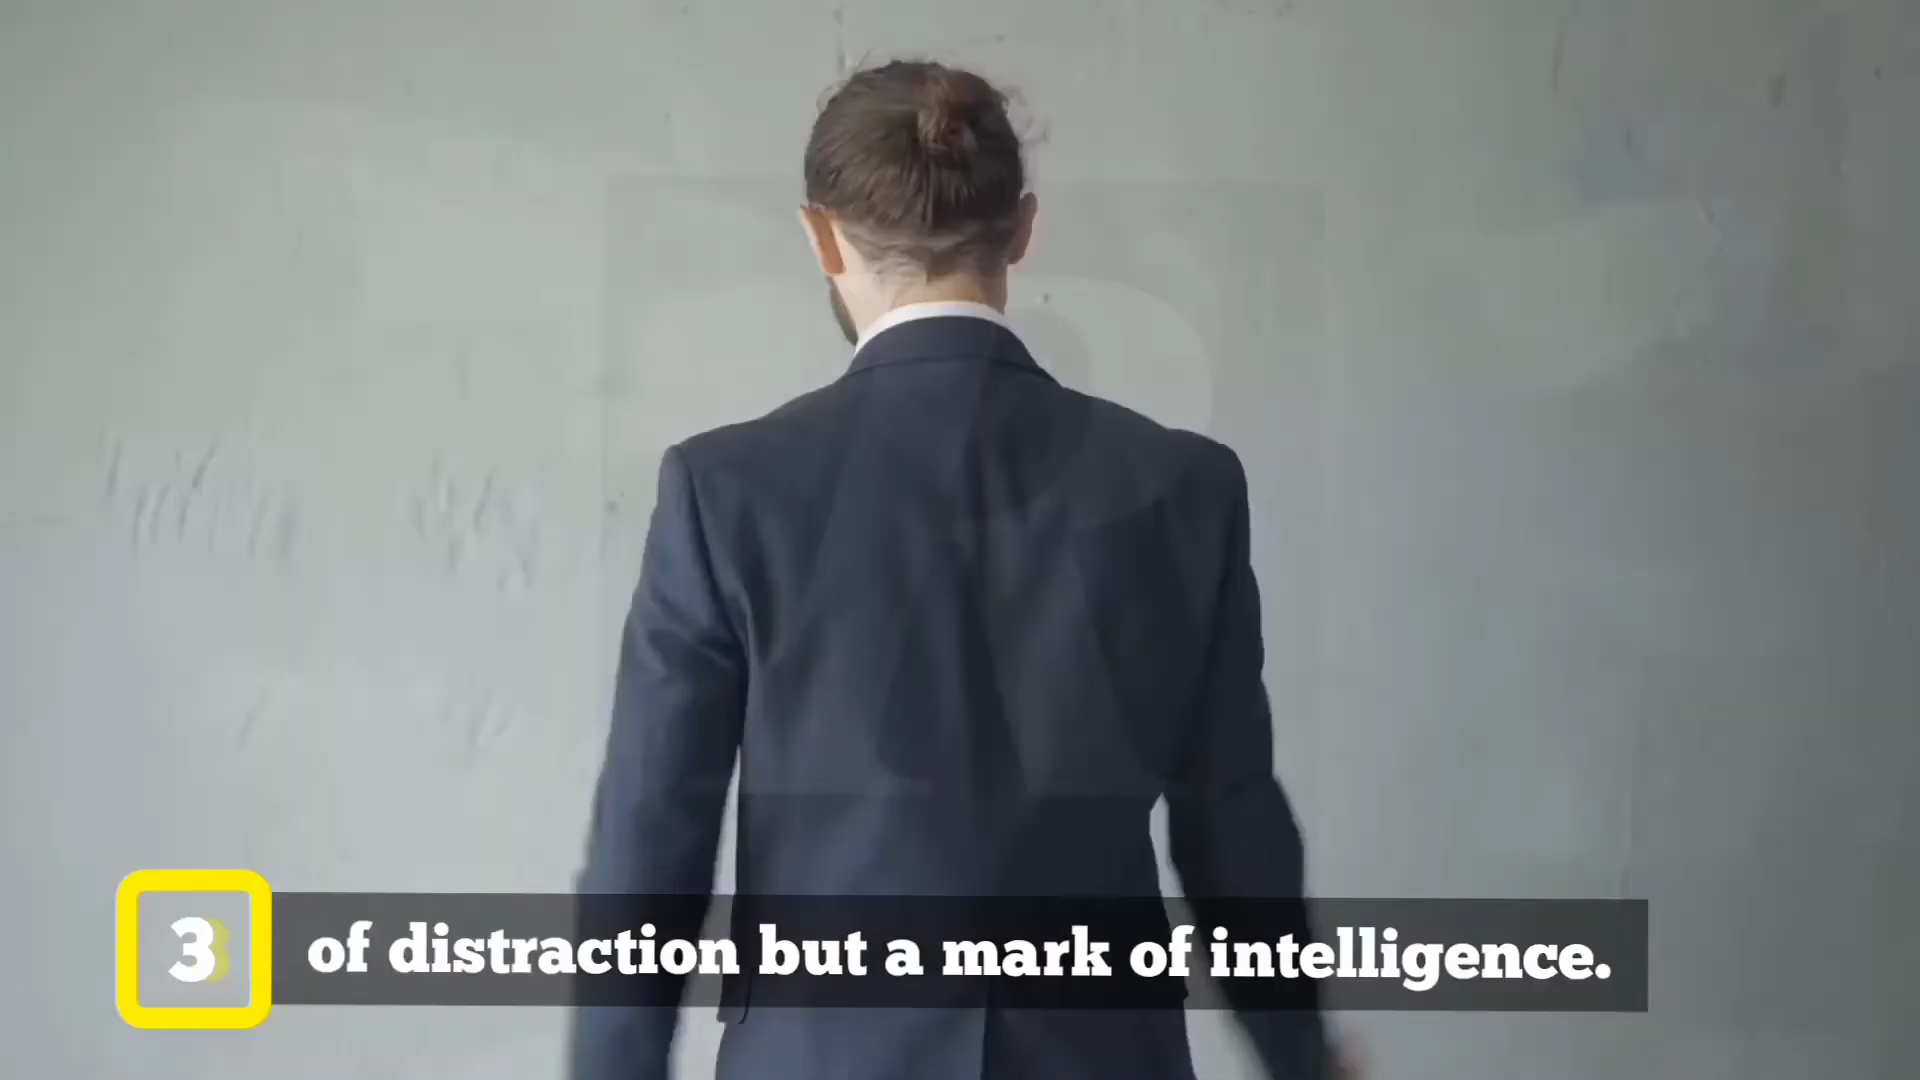 3 of distraction but a mark of intelligence.